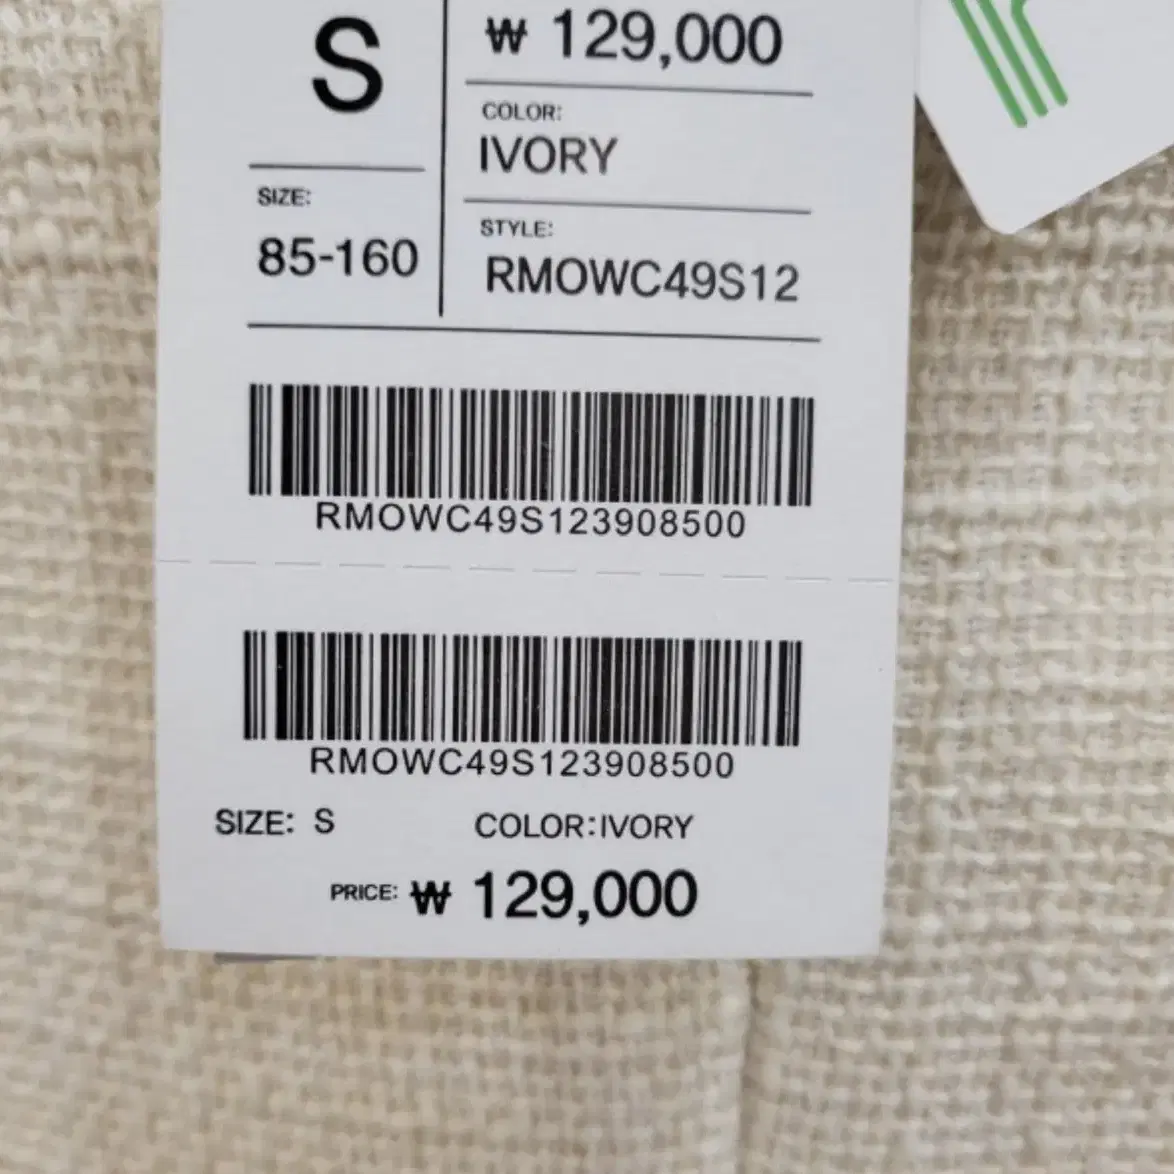 S
₩ 129,000
COLOR:
IVORY
SIZE:
85-160
STYLE:
RMOWC49S12
RMOWC49S123908500
RMOWC49S123908500
SIZE: S COLOR:IVORY
PRICE: ₩ 129,000